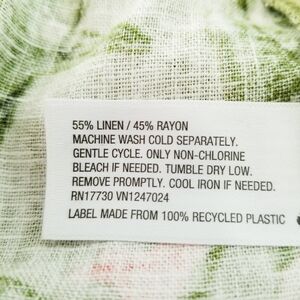 55% LINEN / 45% RAYON
MACHINE WASH COLD SEPARATELY.
GENTLE CYCLE. ONLY NON-CHLORINE
BLEACH IF NEEDED. TUMBLE DRY LOW.
REMOVE PROMPTLY. COOL IRON IF NEEDED.
RN17730 VN1247024
LABEL MADE FROM 100% RECYCLED PLASTIC